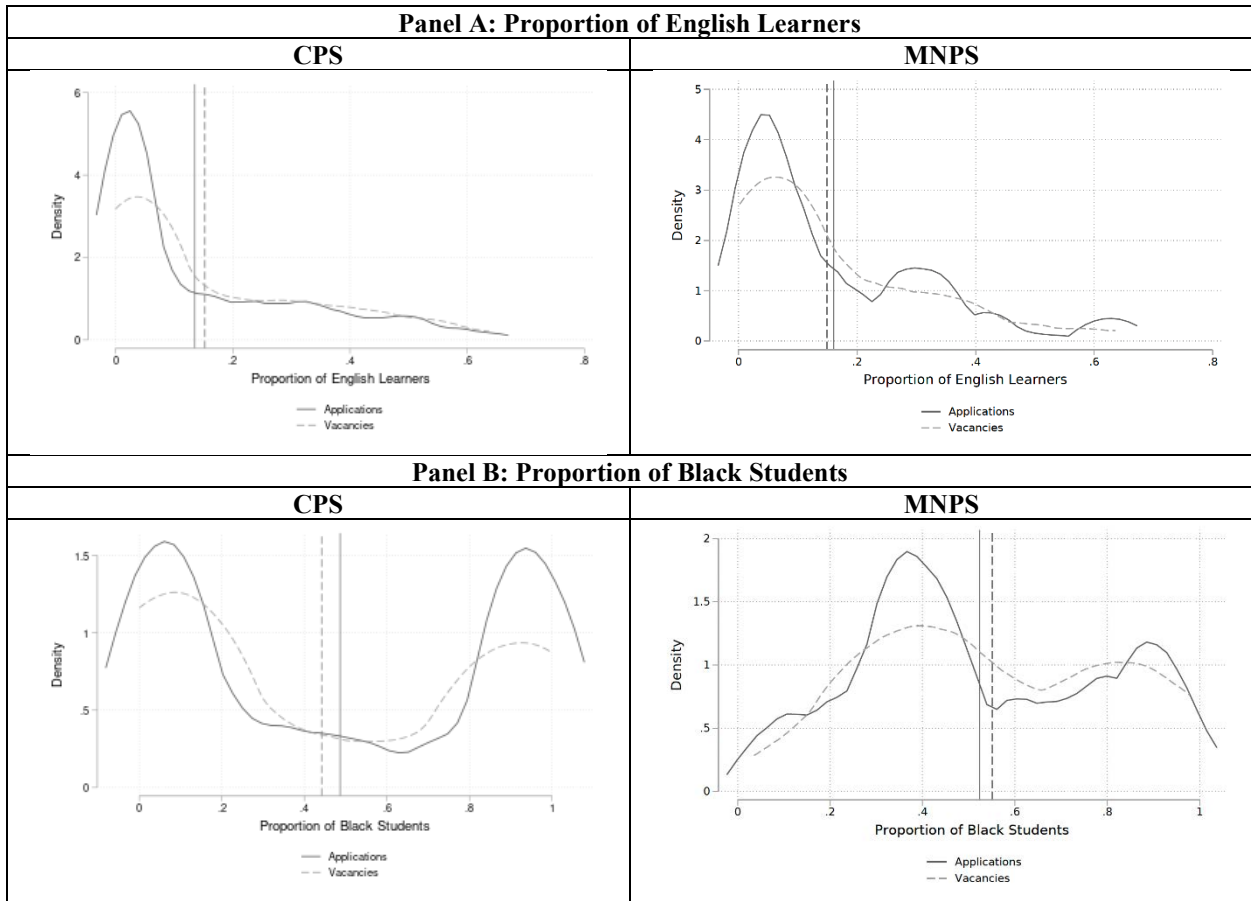 Panel A: Proportion of English Learners
CPS
MNPS
6
4
2
0
Density
0 .2 .4 .6 .8
Proportion of English Learners
Applications
Vacancies
5
4
3
2
1
0
Density
0 .2 .4 .6 .8
Proportion of English Learners
Applications
Vacancies
Panel B: Proportion of Black Students
CPS
MNPS
1.5
1
.5
0
Density
0 .2 .4 .6 .8 1
Proportion of Black Students
Applications
Vacancies
2
1.5
1
.5
0
Density
0 .2 .4 .6 .8 1
Proportion of Black Students
Applications
Vacancies